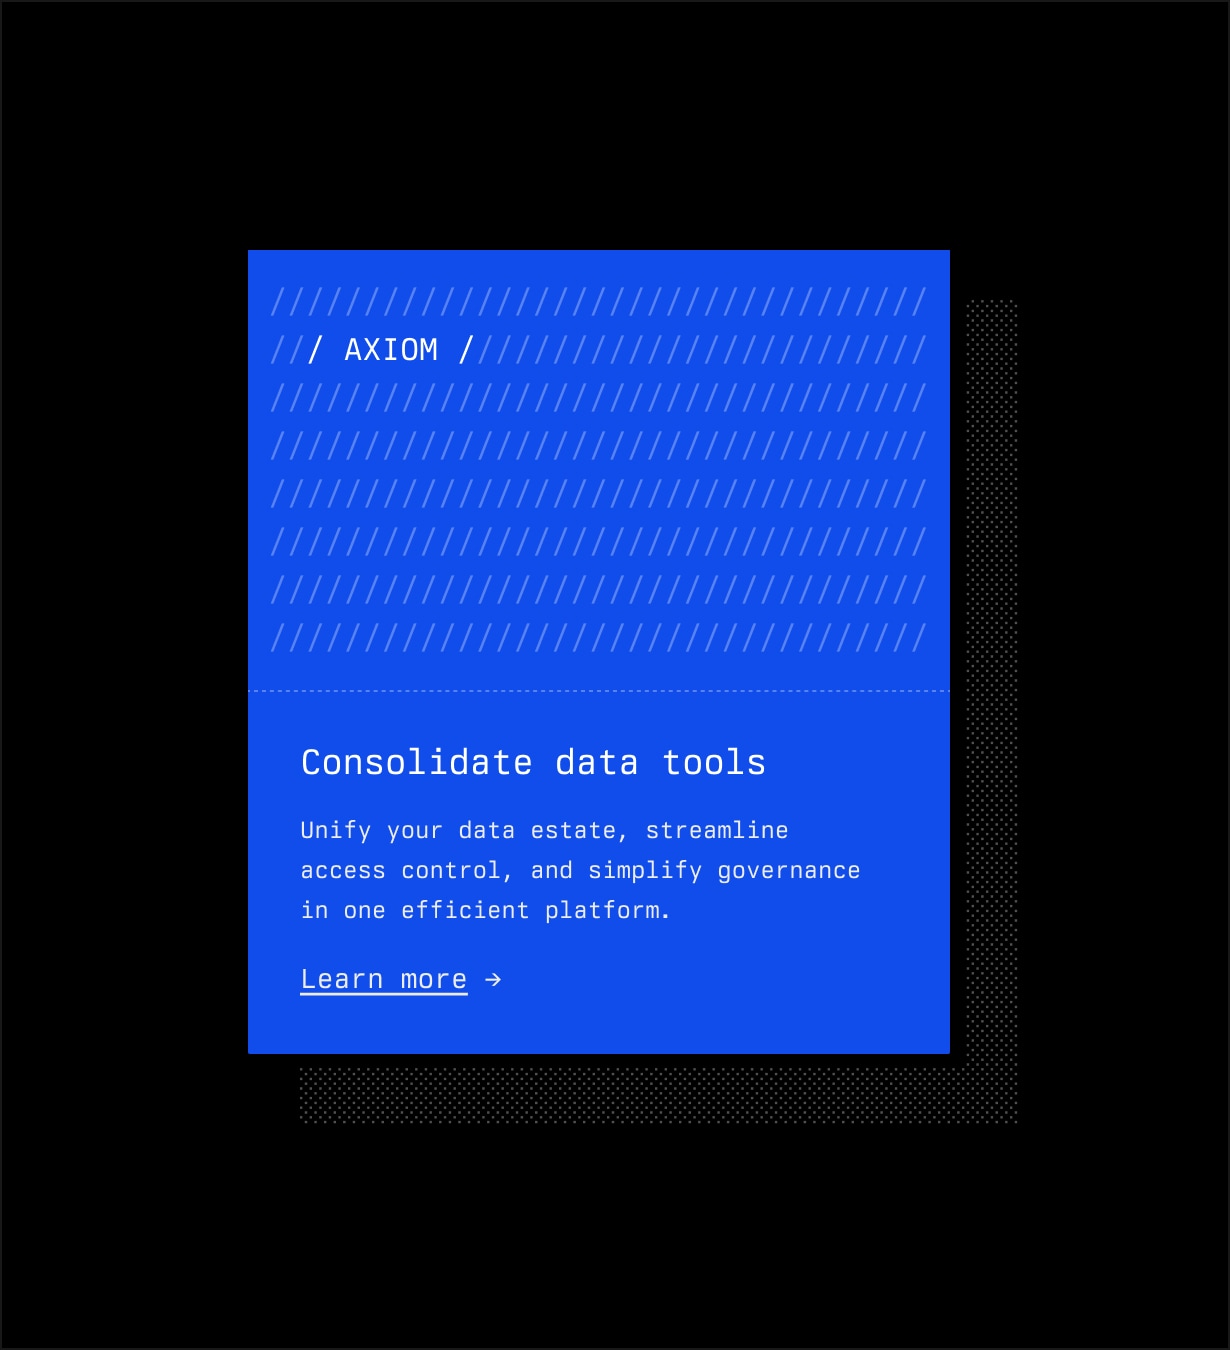 ///////////////////////////////////
/// AXIOM /////////////////////////
///////////////////////////////////
///////////////////////////////////
///////////////////////////////////
///////////////////////////////////
///////////////////////////////////
///////////////////////////////////
Consolidate data tools
Unify your data estate, streamline
access control, and simplify governance
in one efficient platform.
Learn more →